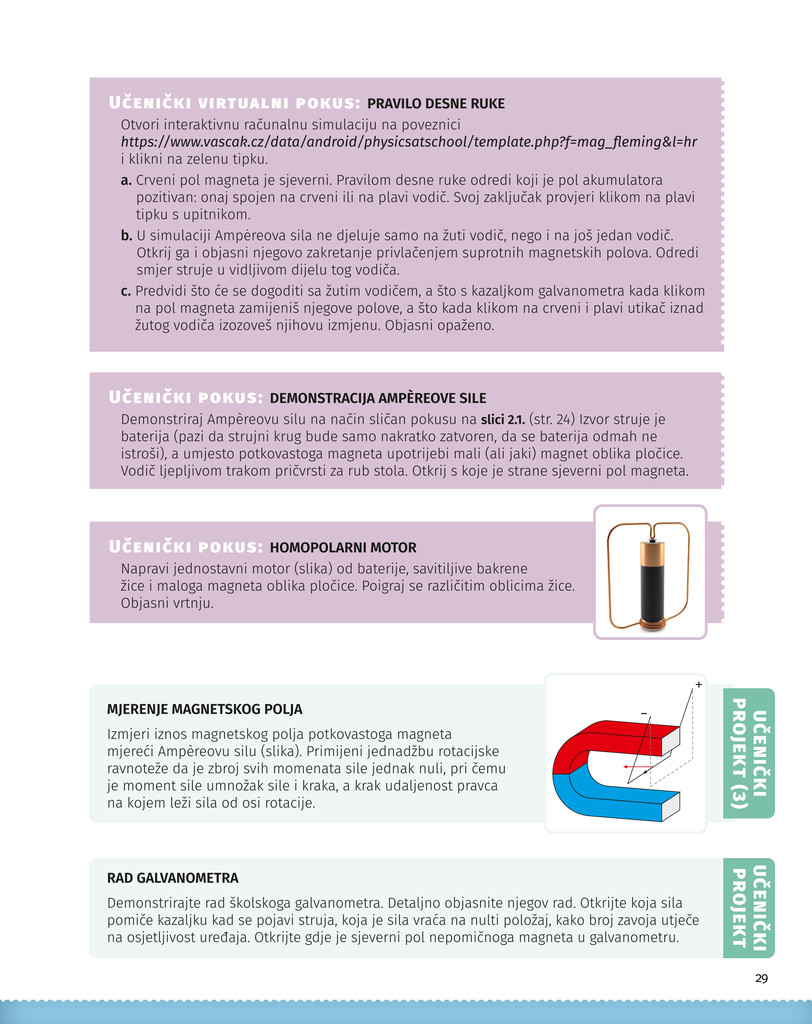 UČENIČKI VIRTUALNI POKUS: PRAVILO DESNE RUKE
Otvori interaktivnu računalnu simulaciju na poveznici
https://www.vascak.cz/data/android/physicsatschool/template.php?f=mag_fleming&l=hr
i klikni na zelenu tipku.
a. Crveni pol magneta je sjeverni. Pravilom desne ruke odredi koji je pol akumulatora
pozitivan: onaj spojen na crveni ili na plavi vodič. Svoj zaključak provjeri klikom na plavi
tipku s upitnikom.
b. U simulaciji Ampèreova sila ne djeluje samo na žuti vodič, nego i na još jedan vodič.
Otkrij ga i objasni njegovo zakretanje privlačenjem suprotnih magnetskih polova. Odredi
smjer struje u vidljivom dijelu tog vodiča.
c. Predvidi što će se dogoditi sa žutim vodičem, a što s kazaljkom galvanometra kada klikom
na pol magneta zamijeniš njegove polove, a što kada klikom na crveni i plavi utikač iznad
žutog vodiča izozoveš njihovu izmjenu. Objasni opaženo.
UČENIČKI POKUS: DEMONSTRACIJA AMPÈREOVE SILE
Demonstriraj Ampèreovu silu na način sličan pokusu na slici 2.1. (str. 24) Izvor struje je
baterija (pazi da strujni krug bude samo nakratko zatvoren, da se baterija odmah ne
istroši), a umjesto potkovastoga magneta upotrijebi mali (ali jaki) magnet oblika pločice.
Vodič ljepljivom trakom pričvrsti za rub stola. Otkrij s koje je strane sjeverni pol magneta.
UČENIČKI POKUS: HOMOPOLARNI MOTOR
Napravi jednostavni motor (slika) od baterije, savitiljive bakrene
žice i maloga magneta oblika pločice. Poigraj se različitim oblicima žice.
Objasni vrtnju.
MJERENJE MAGNETSKOG POLJA
Izmjeri iznos magnetskog polja potkovastoga magneta
mjereći Ampèreovu silu (slika). Primijeni jednadžbu rotacijske
ravnoteže da je zbroj svih momenata sile jednak nuli, pri čemu
je moment sile umnožak sile i kraka, a krak udaljenost pravca
na kojem leži sila od osi rotacije.
+
–
UČENIČKI
PROJEKT (3)
RAD GALVANOMETRA
Demonstrirajte rad školskoga galvanometra. Detaljno objasnite njegov rad. Otkrijte koja sila
pomiče kazaljku kad se pojavi struja, koja je sila vraća na nulti položaj, kako broj zavoja utječe
na osjetljivost uređaja. Otkrijte gdje je sjeverni pol nepomičnoga magneta u galvanometru.
UČENIČKI
PROJEKT
29